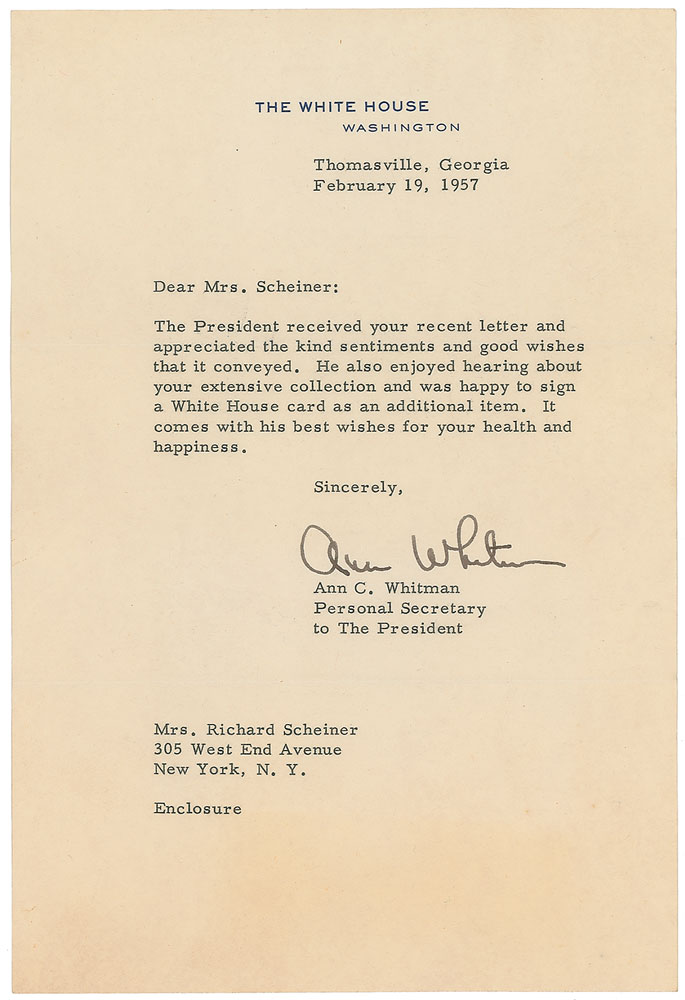 THE WHITE HOUSE
WASHINGTON
Thomasville, Georgia
February 19, 1957
Dear Mrs. Scheiner:
The President received your recent letter and
appreciated the kind sentiments and good wishes
that it conveyed. He also enjoyed hearing about
your extensive collection and was happy to sign
a White House card as an additional item. It
comes with his best wishes for your health and
happiness.
Sincerely,
Ann Whitman
Ann C. Whitman
Personal Secretary
to The President
Mrs. Richard Scheiner
305 West End Avenue
New York, N. Y.
Enclosure